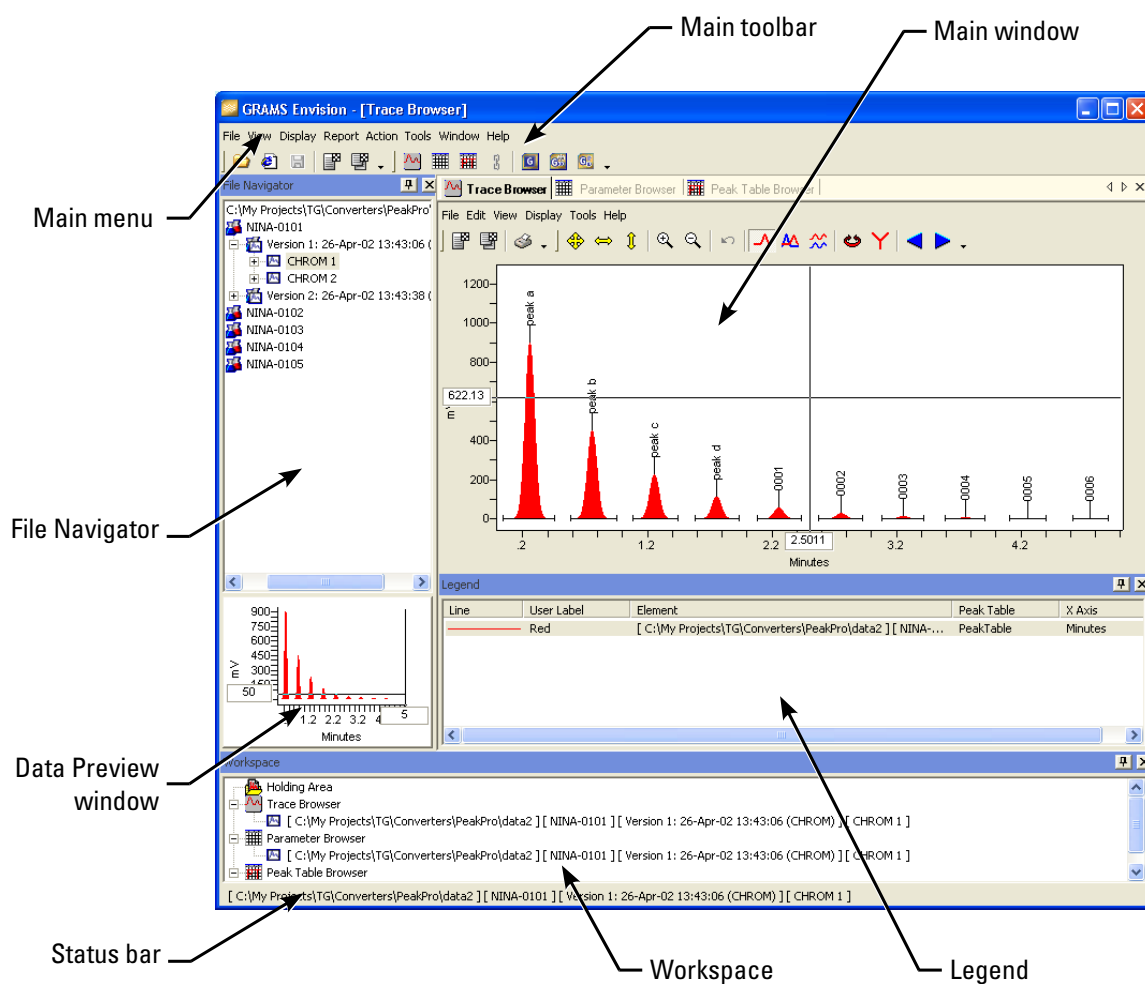 Main toolbar
Main window
GRAMS Envision - [Trace Browser]
File View Display Report Action Tools Window Help
Main menu
File Navigator
C:\My Projects\TG\Converters\PeakPro'
NINA-0101
Version 1: 26-Apr-02 13:43:06 (
CHROM 1
CHROM 2
Version 2: 26-Apr-02 13:43:38 (
NINA-0102
NINA-0103
NINA-0104
NINA-0105
File Navigator
Trace Browser Parameter Browser Peak Table Browser
File Edit View Display Tools Help
1200
1000
800
622.13
400
200
0
peak a
peak b
peak c
peak d
0001
0002
0003
0004
0005
0006
.2 1.2 2.2 2.5011 3.2 4.2
Minutes
Legend
Line User Label Element Peak Table X Axis
Red [ C:\My Projects\TG\Converters\PeakPro\data2 ] [ NINA-... PeakTable Minutes
900
750
600
450
300
mV
50
1.2 2.2 3.2 4 5
Minutes
Data Preview
window
Workspace
Holding Area
Trace Browser
[ C:\My Projects\TG\Converters\PeakPro\data2 ] [ NINA-0101 ] [ Version 1: 26-Apr-02 13:43:06 (CHROM) ] [ CHROM 1 ]
Parameter Browser
[ C:\My Projects\TG\Converters\PeakPro\data2 ] [ NINA-0101 ] [ Version 1: 26-Apr-02 13:43:06 (CHROM) ] [ CHROM 1 ]
Peak Table Browser
[ C:\My Projects\TG\Converters\PeakPro\data2 ] [ NINA-0101 ] [ Version 1: 26-Apr-02 13:43:06 (CHROM) ] [ CHROM 1 ]
Status bar
Workspace
Legend